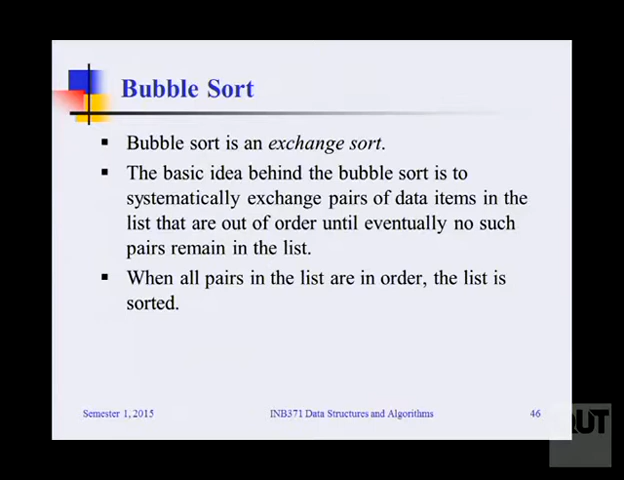 Bubble Sort
▪ Bubble sort is an exchange sort.
▪ The basic idea behind the bubble sort is to
systematically exchange pairs of data items in the
list that are out of order until eventually no such
pairs remain in the list.
▪ When all pairs in the list are in order, the list is
sorted.
Semester 1, 2015 INB371 Data Structures and Algorithms 46
QUT